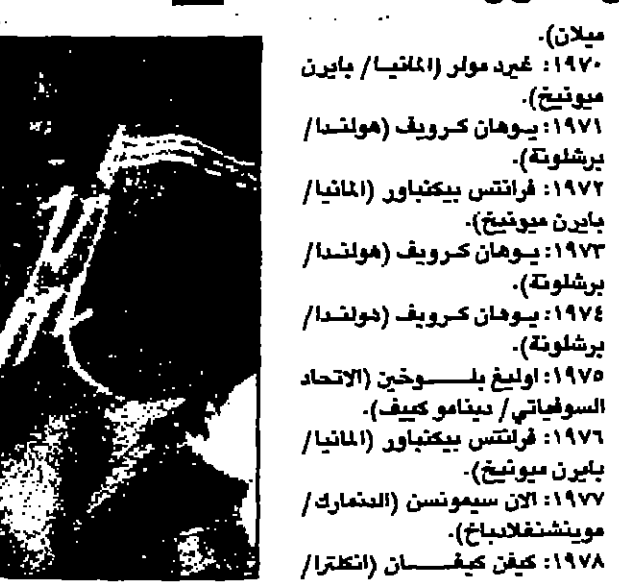 ميلان).
١٩٧٠: غيرد مولر (المانيا/ بايرن
ميونيخ).
١٩٧١: يوهان كرويف (هولندا/
برشلونة).
١٩٧٢: فرانتس بيكنباور (المانيا/
بايرن ميونيخ).
١٩٧٣: يوهان كرويف (هولندا/
برشلونة).
١٩٧٤: يوهان كرويف (هولندا/
برشلونة).
١٩٧٥: اوليغ بلوخين (الاتحاد
السوفياتي/ دينامو كييف).
١٩٧٦: فرانتس بيكنباور (المانيا/
بايرن ميونيخ).
١٩٧٧: الان سيمونسن (الدنمارك/
موينشنغلادباخ).
١٩٧٨: كيفن كيغان (انكلترا/